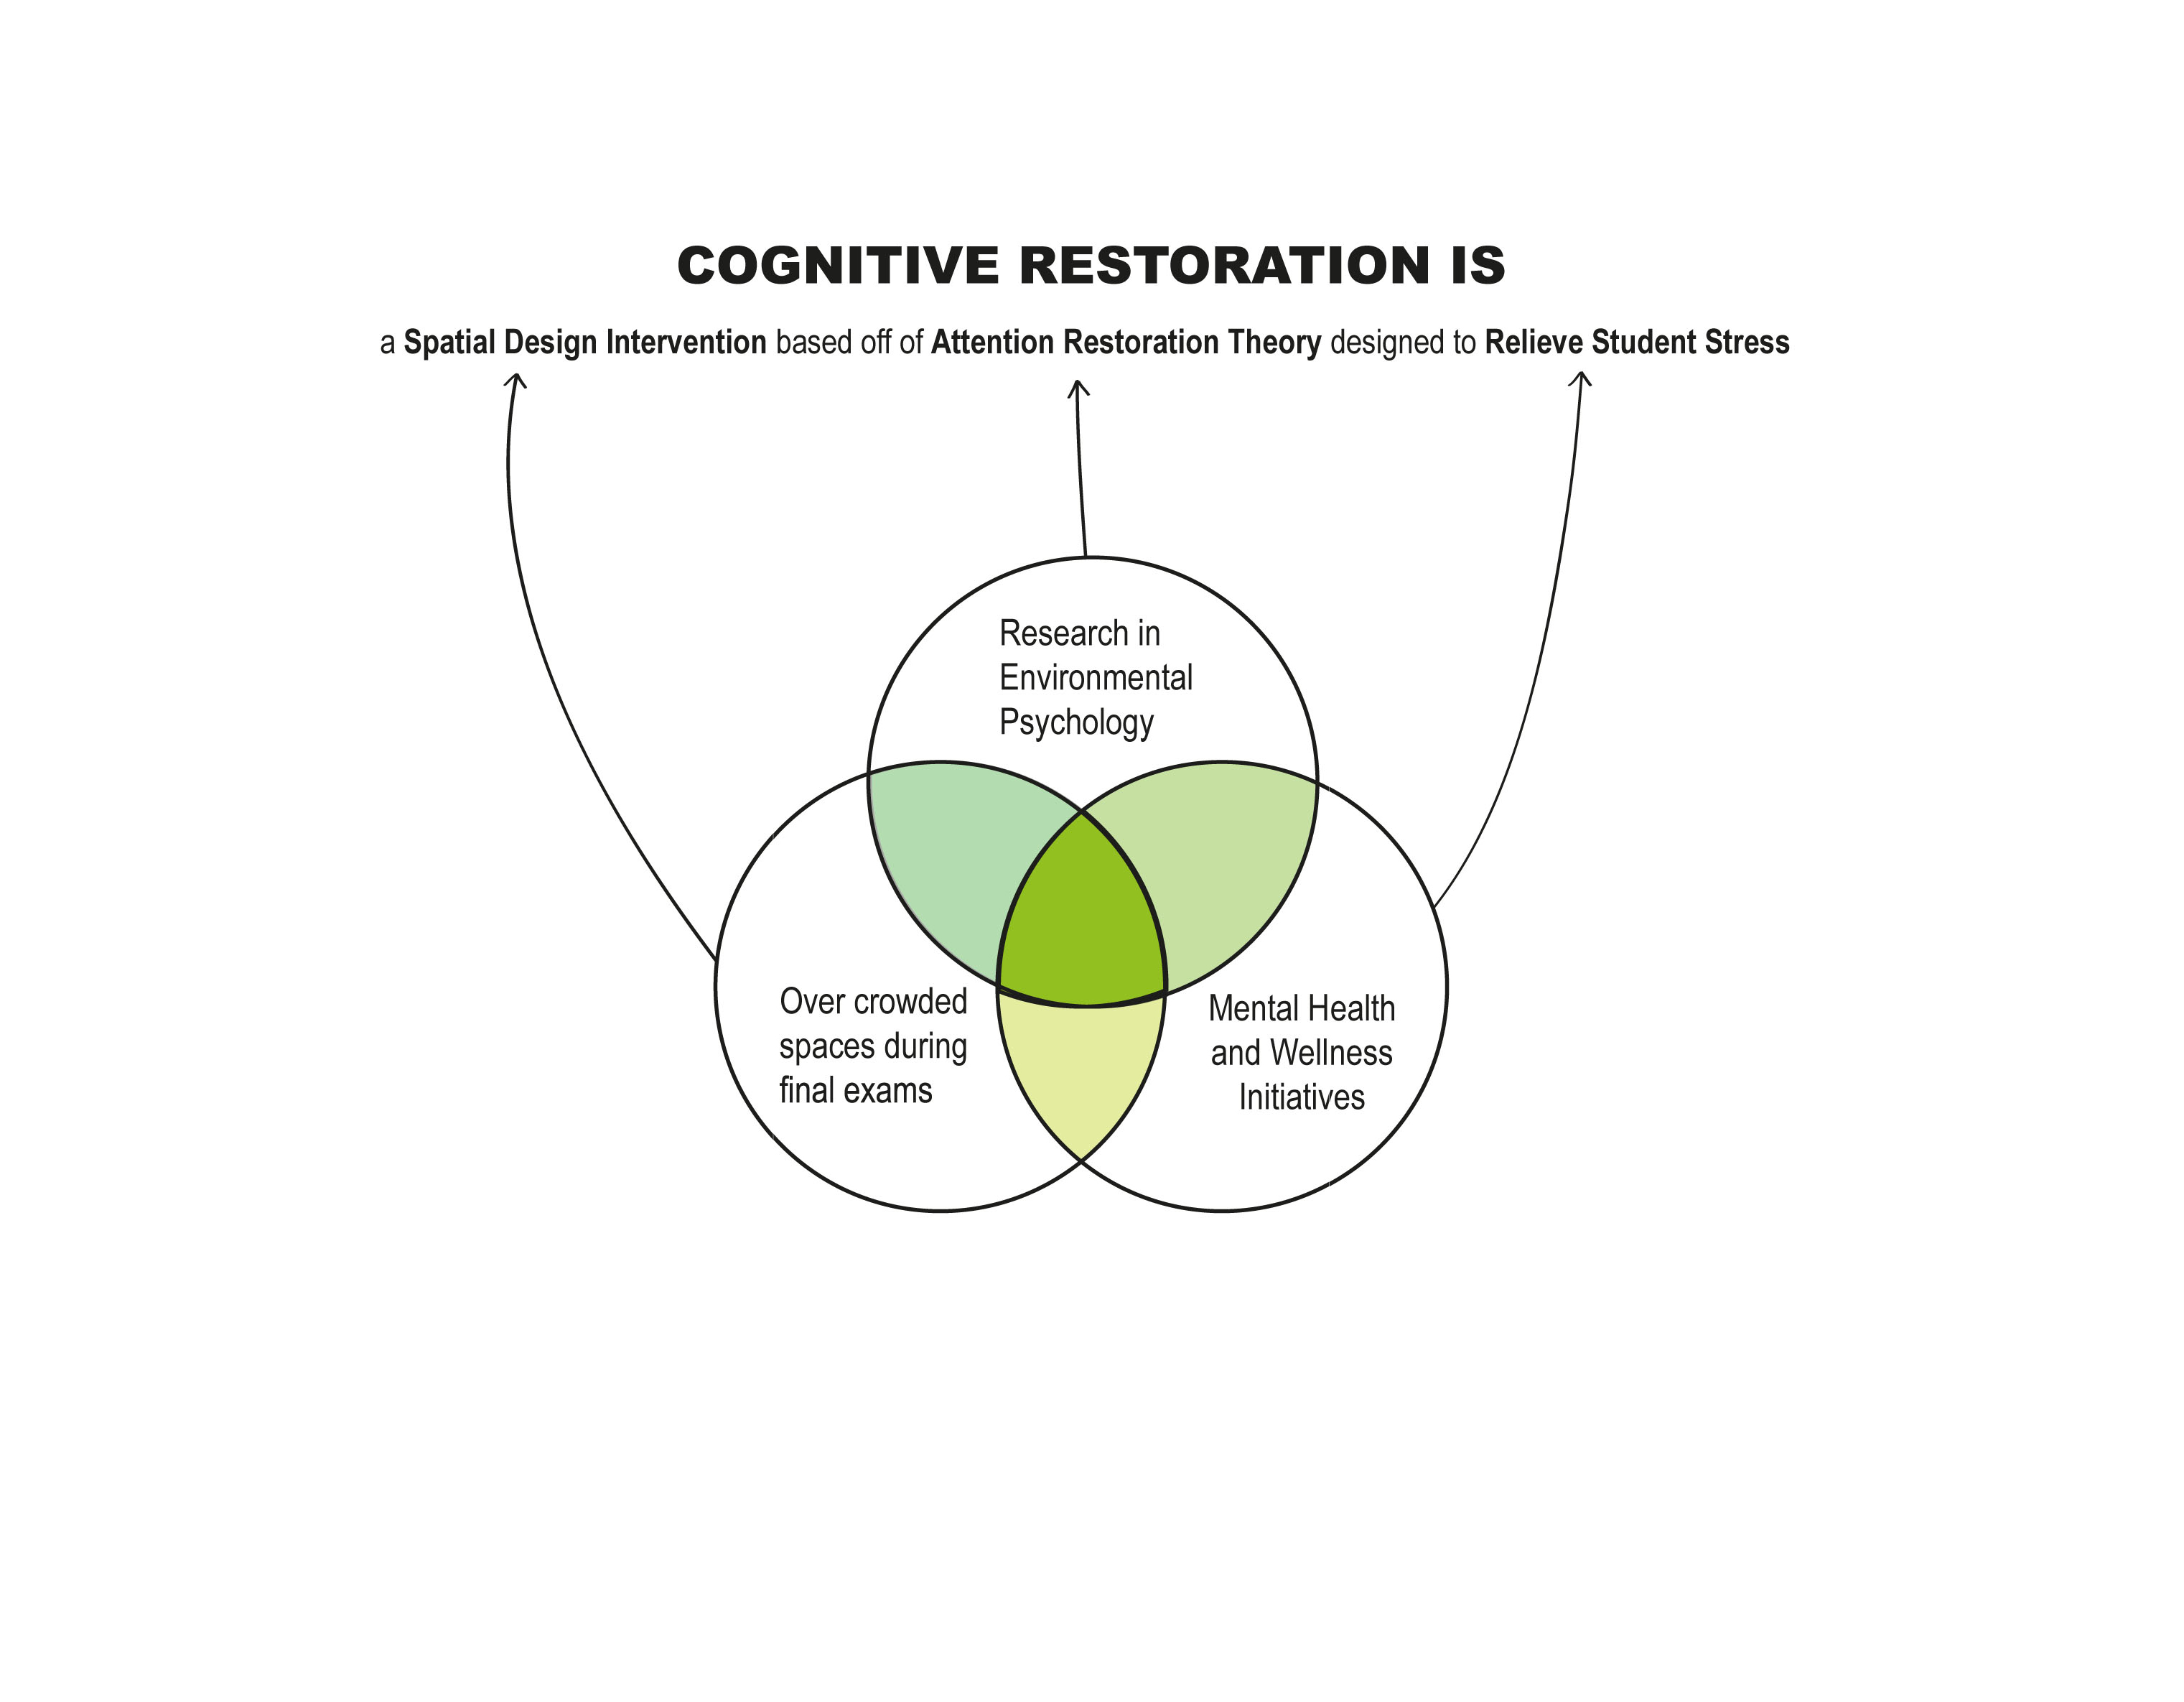 COGNITIVE RESTORATION IS
a Spatial Design Intervention based off of Attention Restoration Theory designed to Relieve Student Stress
Research in
Environmental
Psychology
Over crowded
spaces during
final exams
Mental Health
and Wellness
Initiatives